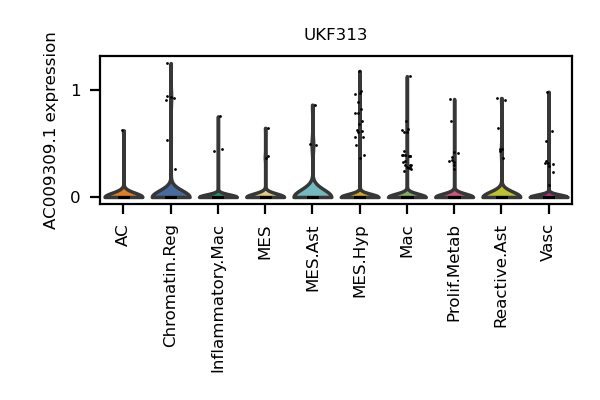 UKF313
AC009309.1 expression
1
0
AC
Chromatin.Reg
Inflammatory.Mac
MES
MES.Ast
MES.Hyp
Mac
Prolif.Metab
Reactive.Ast
Vasc